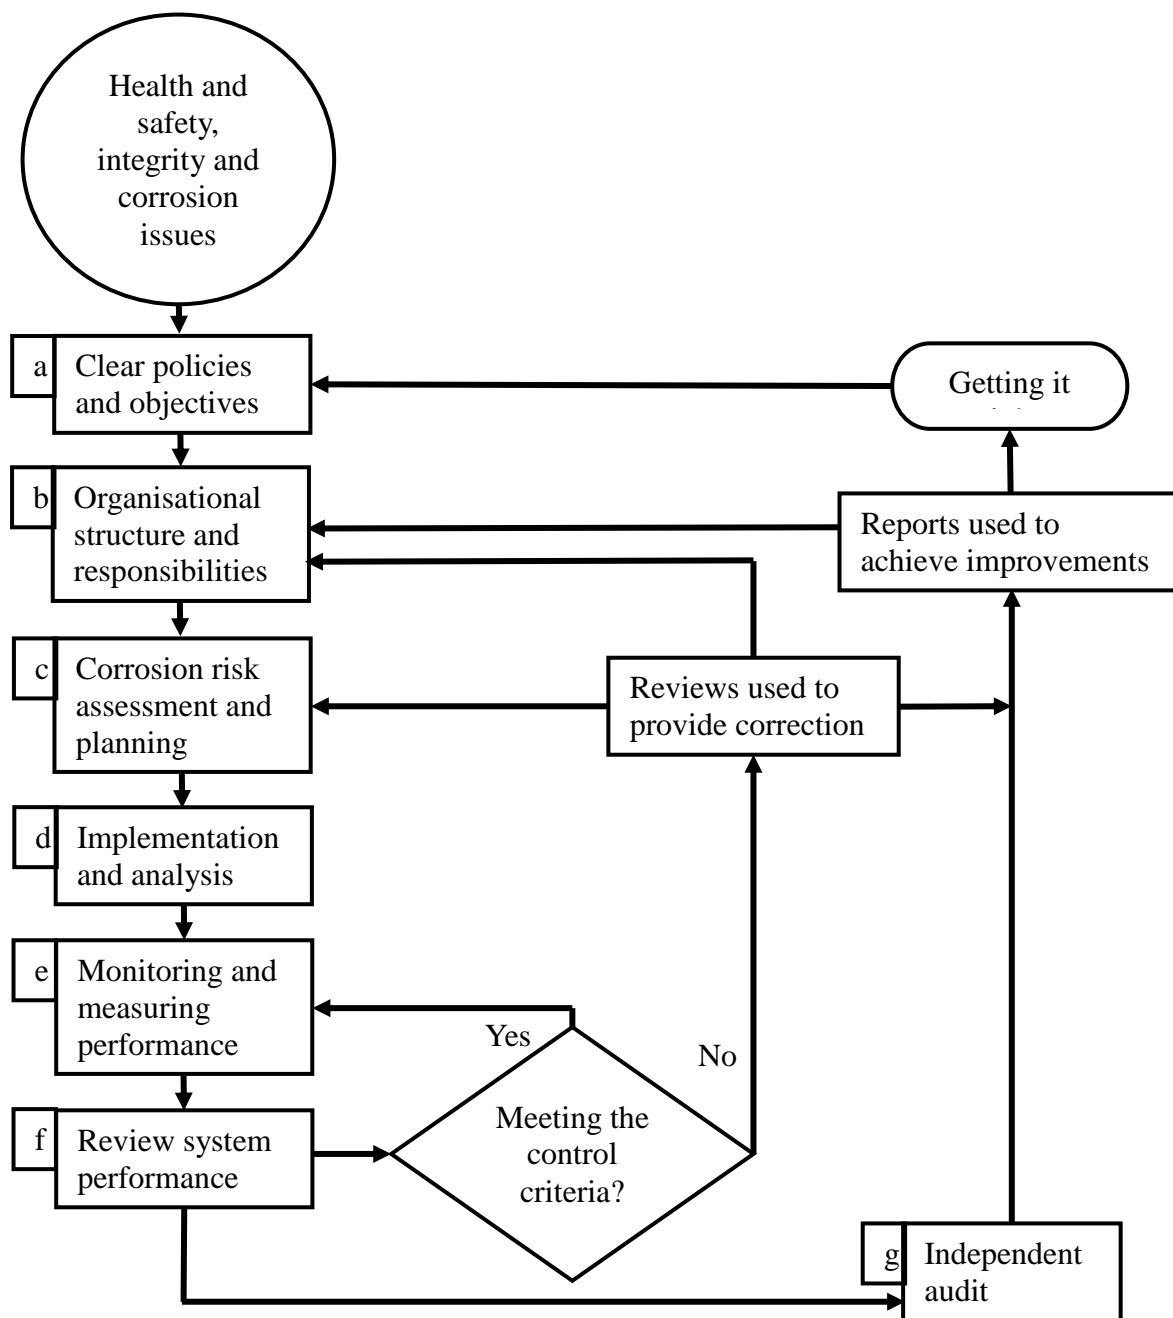 Health and
safety,
integrity and
corrosion
issues
a
Clear policies
and objectives
Getting it
b
Organisational
structure and
responsibilities
Reports used to
achieve improvements
c
Corrosion risk
assessment and
planning
Reviews used to
provide correction
d
Implementation
and analysis
e
Monitoring and
measuring
performance
Yes
No
f
Review system
performance
Meeting the
control
criteria?
g
Independent
audit